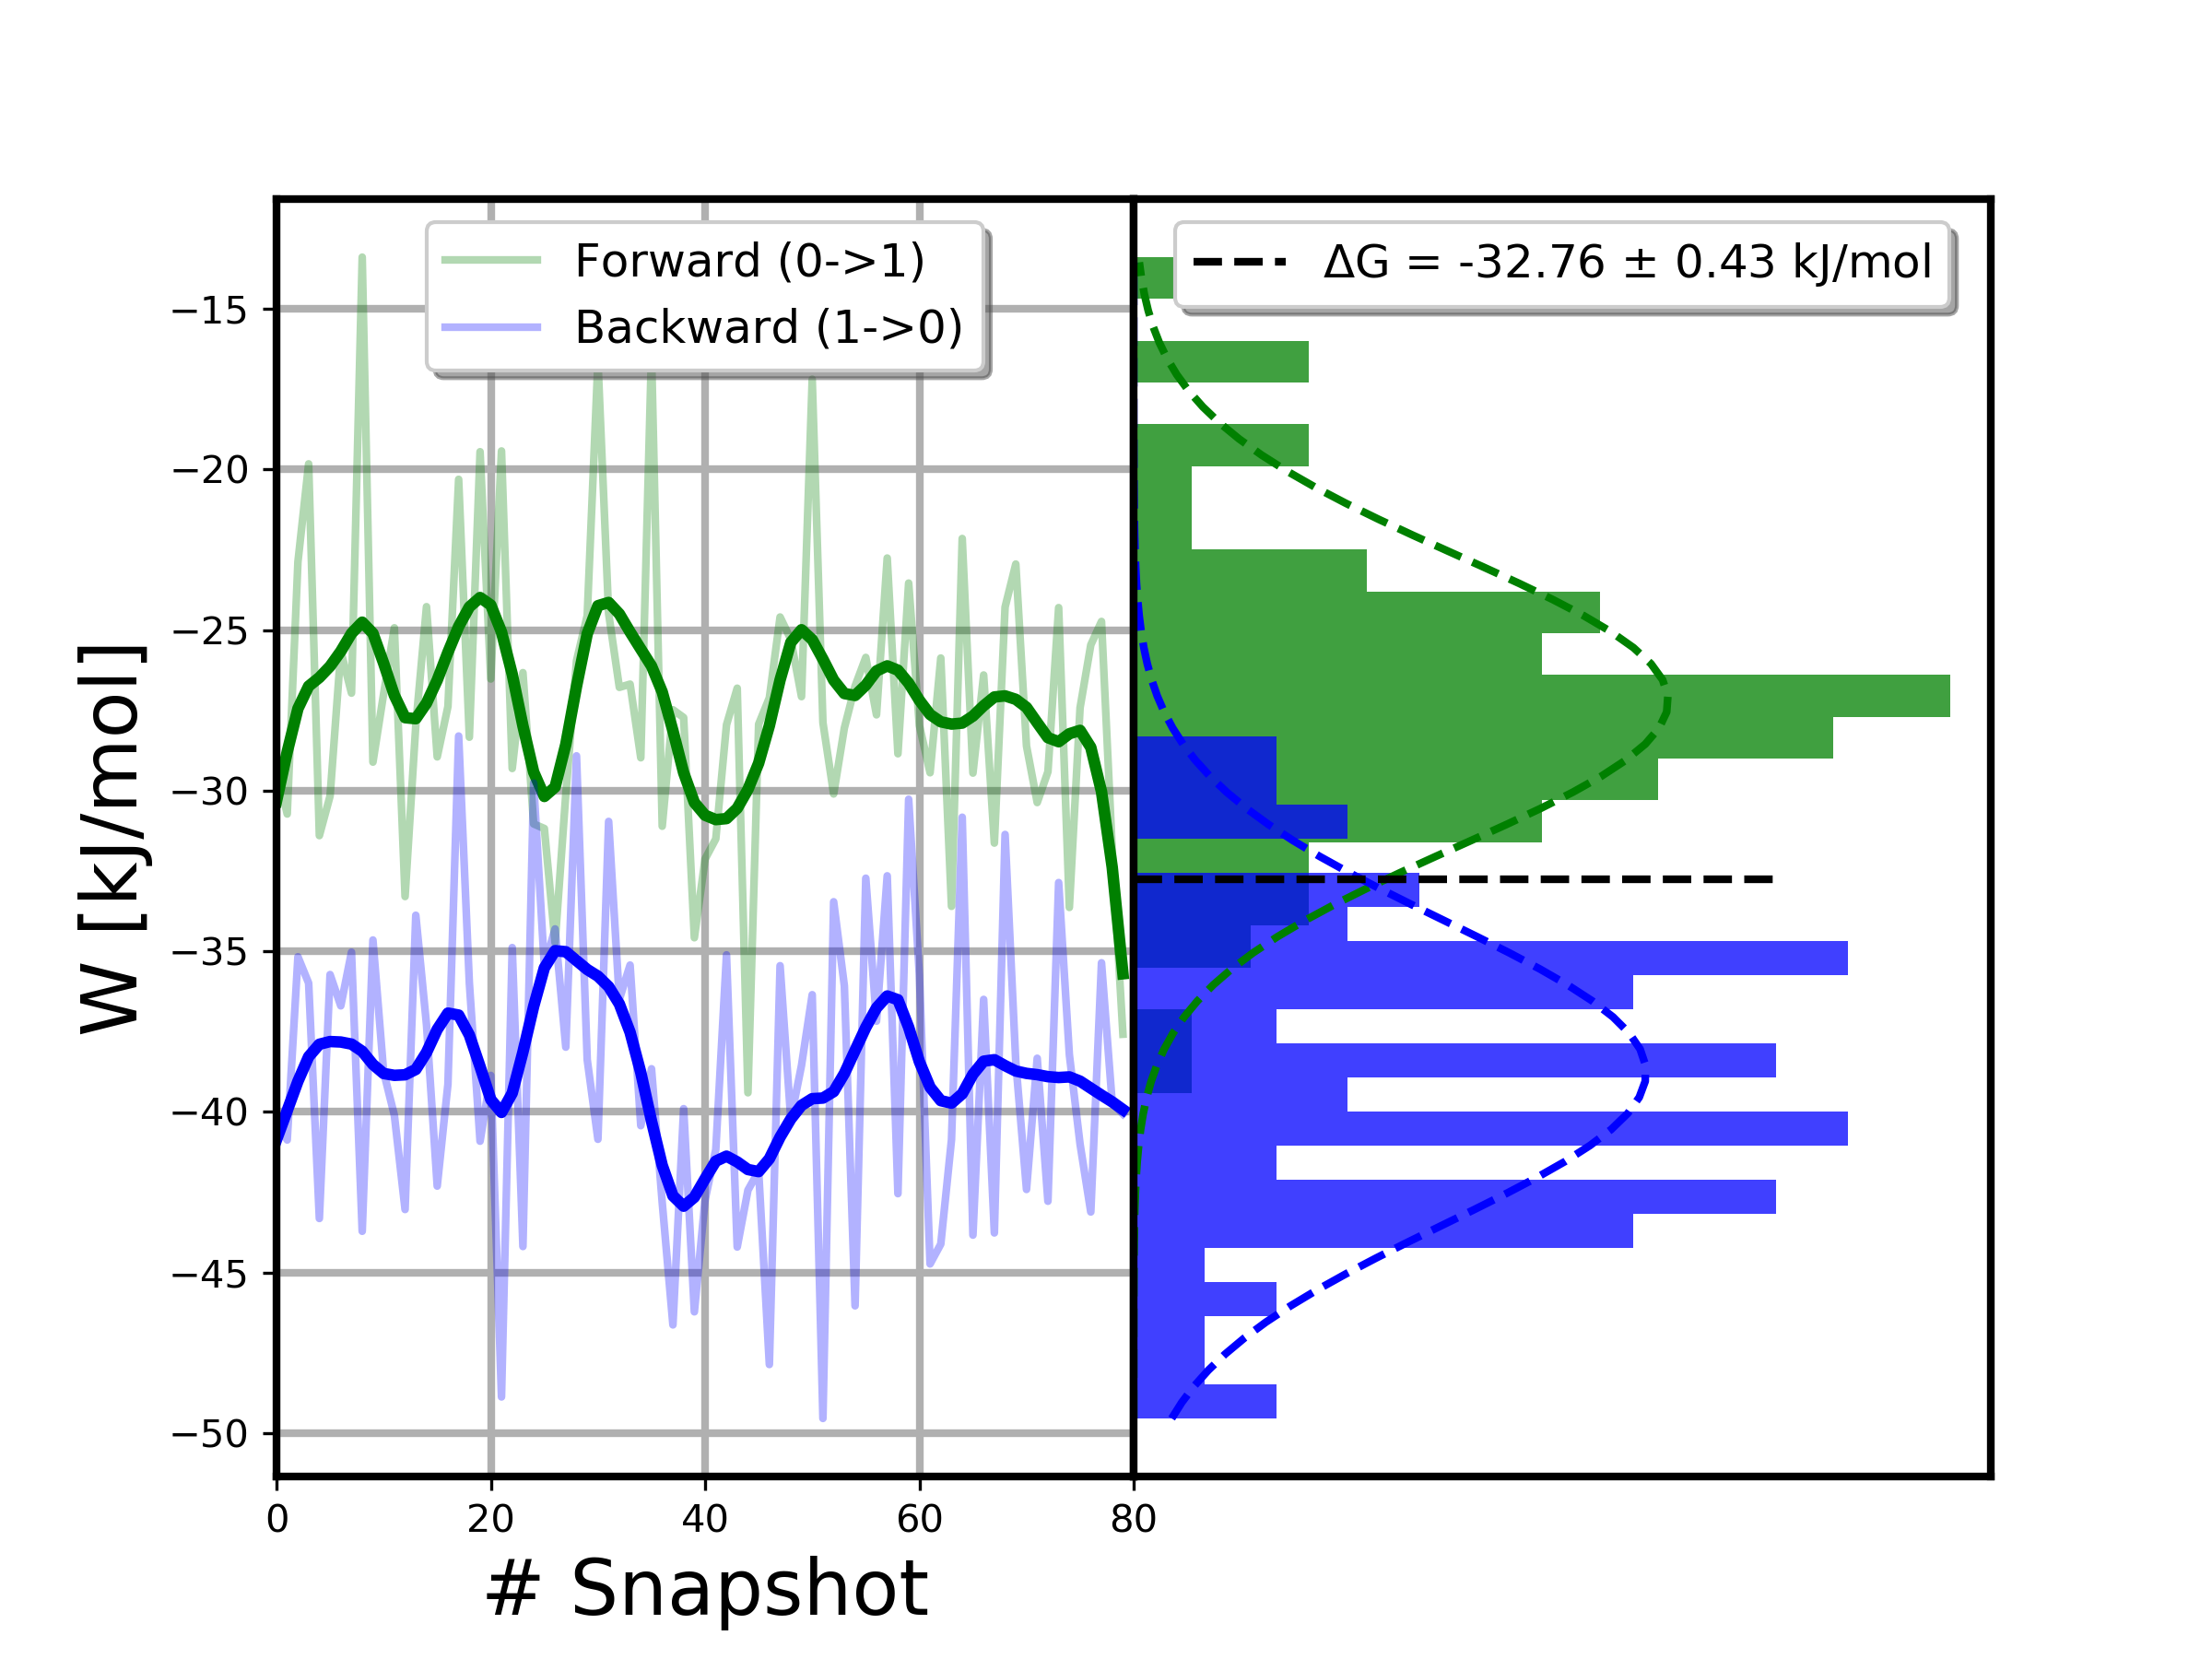 Forward (0->1)
Backward (1->0)
ΔG = -32.76 ± 0.43 kJ/mol
W [kJ/mol]
−15
−20
−25
−30
−35
−40
−45
−50
0 20 40 60 80
# Snapshot